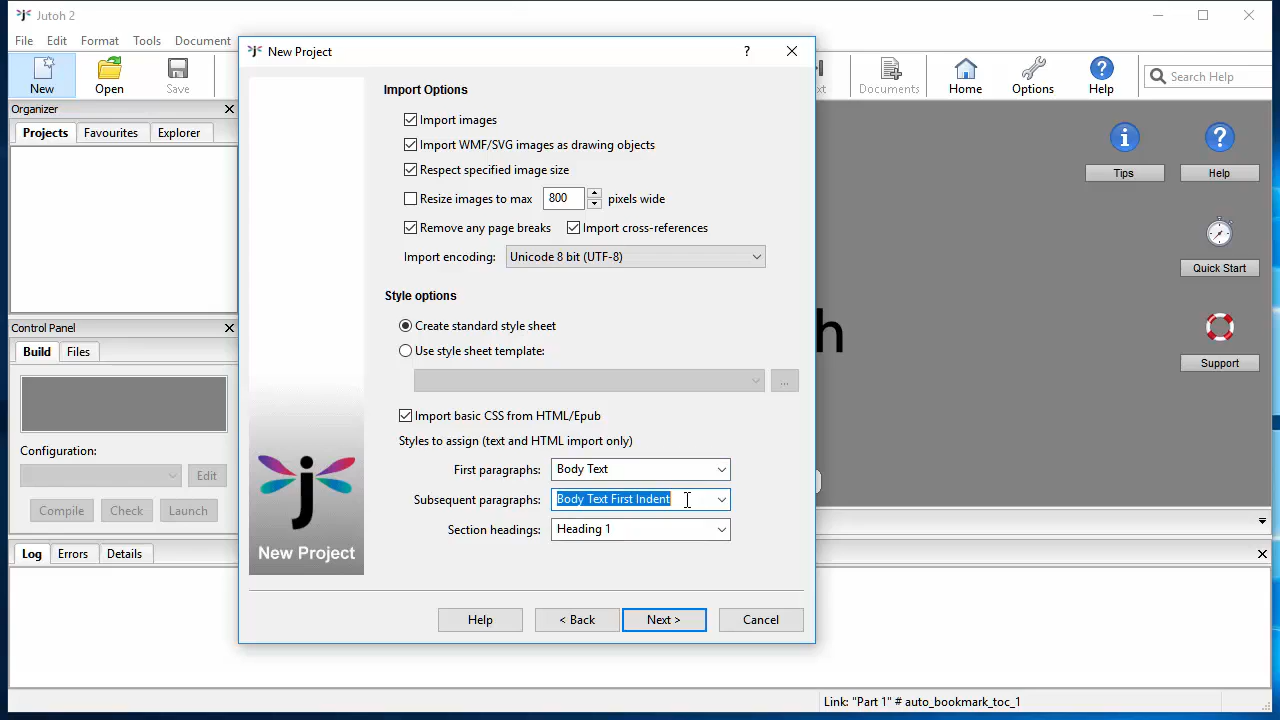 Jutoh 2
File Edit Format Tools Document
New Project
New Open Save
Documents Home Options Help Search Help
Organizer
Projects Favourites Explorer
Import Options
Import images
Import WMF/SVG images as drawing objects
Respect specified image size
Resize images to max 800 pixels wide
Remove any page breaks Import cross-references
Import encoding: Unicode 8 bit (UTF-8)
Style options
Create standard style sheet
Use style sheet template:
...
Import basic CSS from HTML/Epub
Styles to assign (text and HTML import only)
First paragraphs: Body Text
Subsequent paragraphs: Body Text First Indent
Section headings: Heading 1
New Project
Help < Back Next > Cancel
Tips Help
Quick Start
Support
Control Panel
Build Files
Configuration:
Edit
Compile Check Launch
Log Errors Details
Link: "Part 1" # auto_bookmark_toc_1